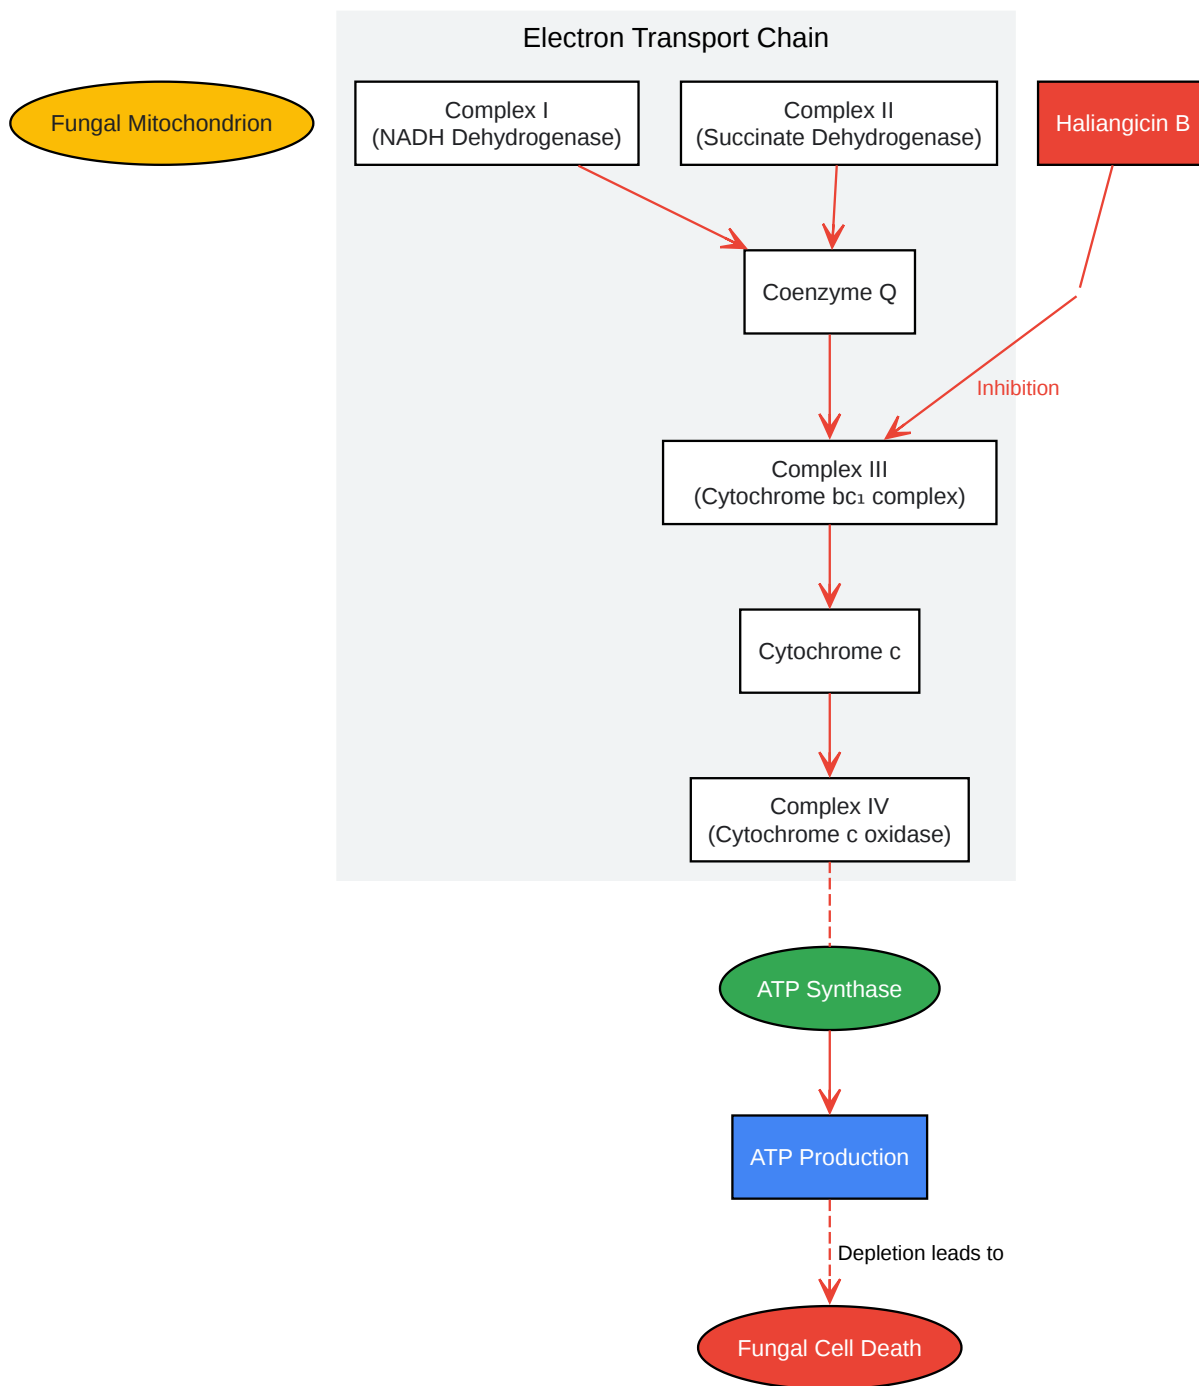 Electron Transport Chain
Fungal Mitochondrion
Complex I
(NADH Dehydrogenase)
Complex II
(Succinate Dehydrogenase)
Haliangicin B
Coenzyme Q
Inhibition
Complex III
(Cytochrome bc₁ complex)
Cytochrome c
Complex IV
(Cytochrome c oxidase)
ATP Synthase
ATP Production
Depletion leads to
Fungal Cell Death